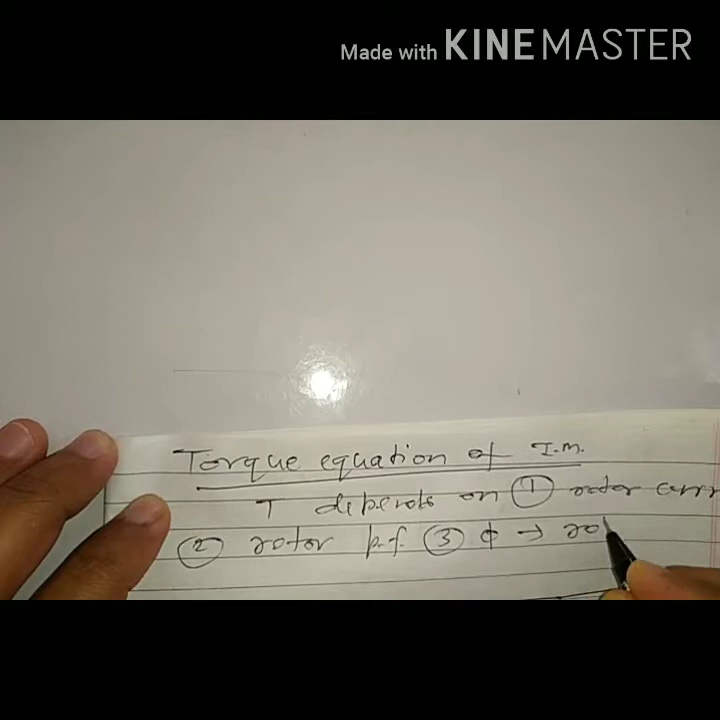 Made with KINEMASTER
Torque equation of I.M.
T depends on ① rotor curr
② rotor p.f. ③ ϕ → ro